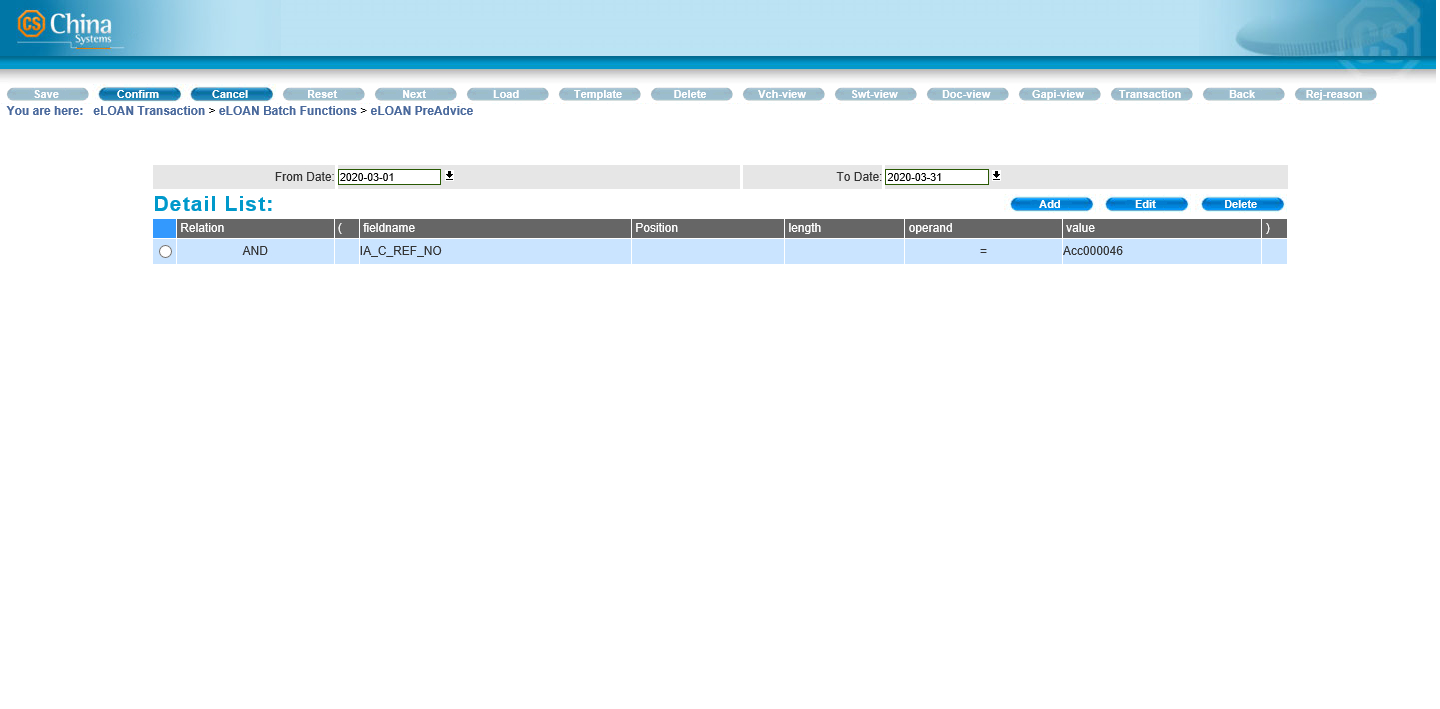 CS China
Systems
Save Confirm Cancel Reset Next Load Template Delete Vch-view Swt-view Doc-view Gapi-view Transaction Back Rej-reason
You are here: eLOAN Transaction > eLOAN Batch Functions > eLOAN PreAdvice
From Date: 2020-03-01 To Date: 2020-03-31
Detail List: Add Edit Delete
Relation ( fieldname Position length operand value )
AND IA_C_REF_NO = Acc000046